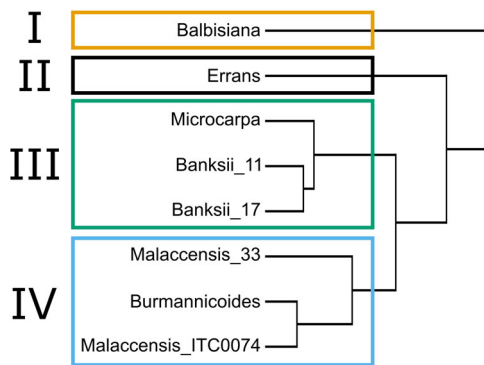 I
Balbisiana
II
Errans
III
Microcarpa
Banksii_11
Banksii_17
IV
Malaccensis_33
Burmannicoides
Malaccensis_ITC0074